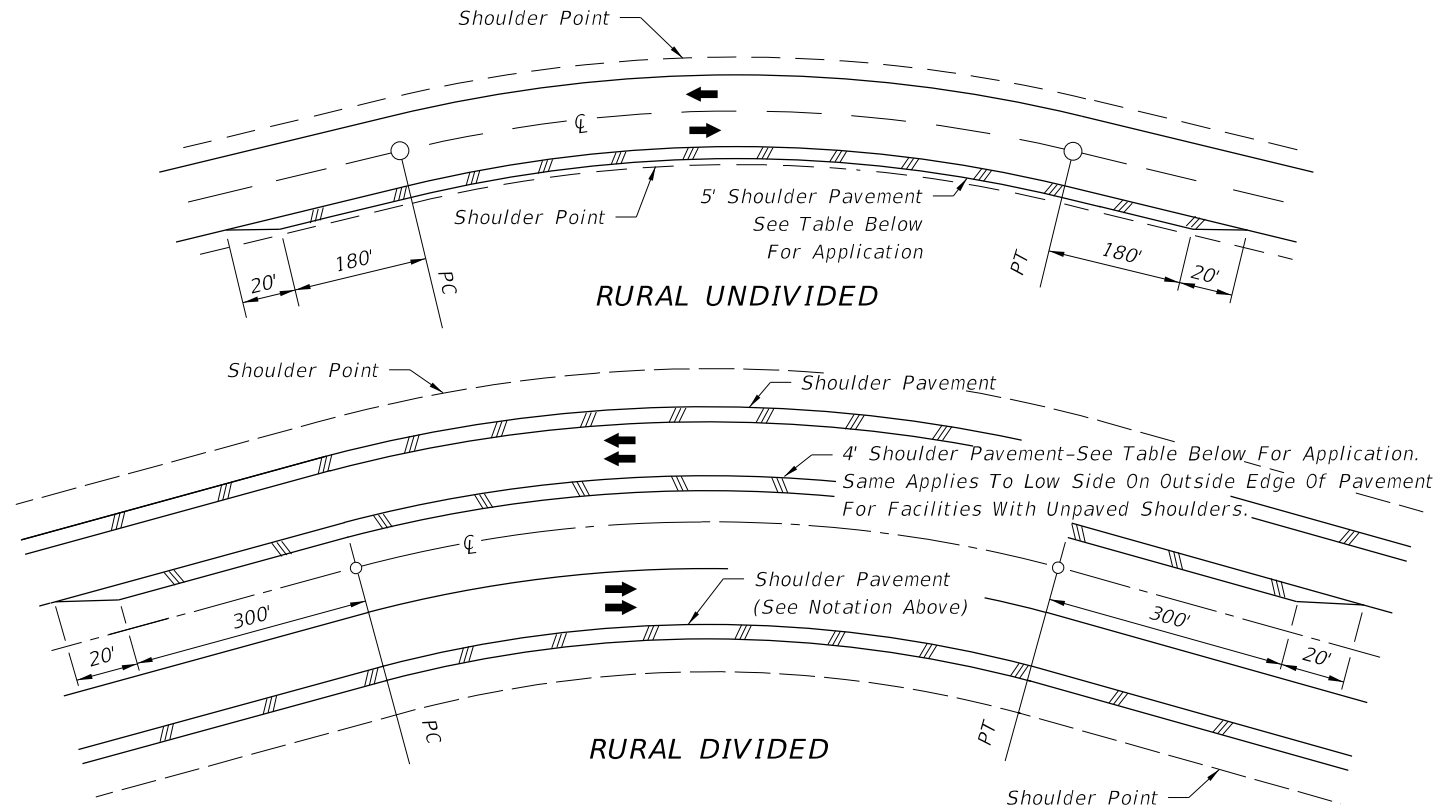 Shoulder Point
℄
Shoulder Point
5' Shoulder Pavement
See Table Below
For Application
20'
180'
PC
PT
180'
20'
RURAL UNDIVIDED
Shoulder Point
Shoulder Pavement
4' Shoulder Pavement-See Table Below For Application.
Same Applies To Low Side On Outside Edge Of Pavement
For Facilities With Unpaved Shoulders.
℄
Shoulder Pavement
(See Notation Above)
20'
300'
300'
20'
PC
PT
RURAL DIVIDED
Shoulder Point